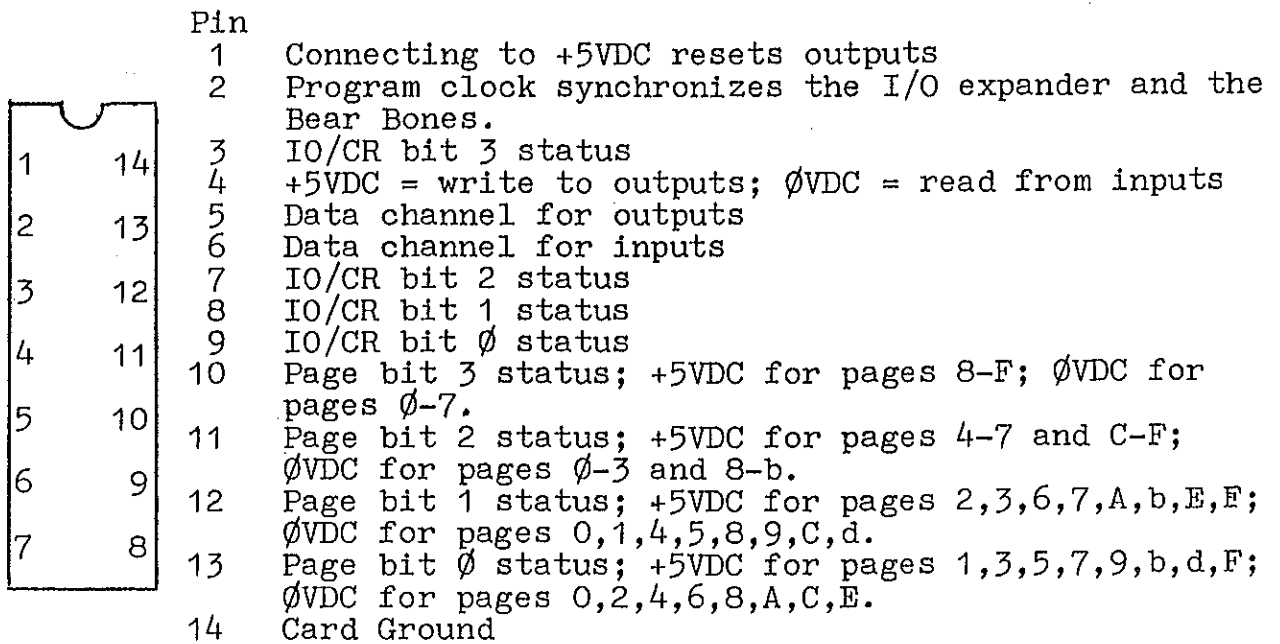 Pin
1 Connecting to +5VDC resets outputs
2 Program clock synchronizes the I/O expander and the
Bear Bones.
3 IO/CR bit 3 status
4 +5VDC = write to outputs; ØVDC = read from inputs
5 Data channel for outputs
6 Data channel for inputs
7 IO/CR bit 2 status
8 IO/CR bit 1 status
9 IO/CR bit Ø status
10 Page bit 3 status; +5VDC for pages 8-F; ØVDC for
pages Ø-7.
11 Page bit 2 status; +5VDC for pages 4-7 and C-F;
ØVDC for pages Ø-3 and 8-b.
12 Page bit 1 status; +5VDC for pages 2,3,6,7,A,b,E,F;
ØVDC for pages 0,1,4,5,8,9,C,d.
13 Page bit Ø status; +5VDC for pages 1,3,5,7,9,b,d,F;
ØVDC for pages 0,2,4,6,8,A,C,E.
14 Card Ground
1 14
2 13
3 12
4 11
5 10
6 9
7 8